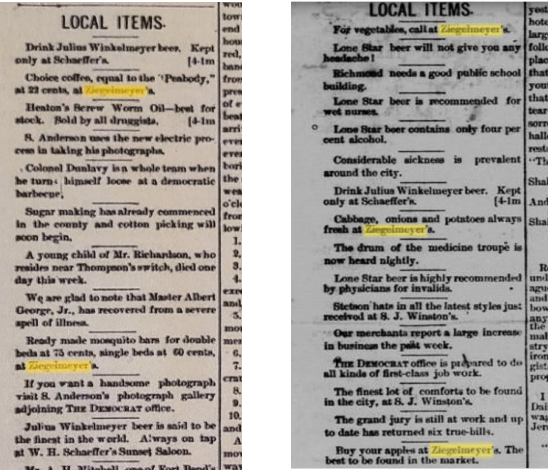 LOCAL ITEMS.
Drink Julius Winkelmeyer beer. Kept
only at Schaeffer's. [4-1m
Choice coffee, equal to the "Peabody,"
at 22 cents, at Ziegelmeyer's.
Heaton's Screw Worm Oil—best for
stock. Sold by all druggists. [4-1m
S. Anderson uses the new electric pro-
cess in taking his photographs.
Colonel Dunlavy is a whole team when
he turns himself loose at a democratic
barbecue.
Sugar making has already commenced
in the county and cotton picking will
soon begin.
A young child of Mr. Richardson, who
resides near Thompson's switch, died one
day this week.
We are glad to note that Master Albert
George, Jr., has recovered from a severe
spell of illness.
Ready made mosquito bars for double
beds at 75 cents, single beds at 60 cents,
at Ziegelmeyer's.
If you want a handsome photograph
visit S. Anderson's photograph gallery
adjoining THE DEMOCRAT office.
Julius Winkelmeyer beer is said to be
the finest in the world. Always on tap
at W. H. Schaeffer's Sunset Saloon.
Mr. A. H. Mitchell, one of Fort Bend's
LOCAL ITEMS.
For vegetables, call at Ziegelmeyer's.
Lone Star beer will not give you any
headache!
Richmond needs a good public school
building.
Lone Star beer is recommended for
wet nurses.
Lone Star beer contains only four per
cent alcohol.
Considerable sickness is prevalent
around the city.
Drink Julius Winkelmeyer beer. Kept
only at Schaeffer's. [4-1m
Cabbage, onions and potatoes always
fresh at Ziegelmeyer's.
The drum of the medicine troupe is
now heard nightly.
Lone Star beer is highly recommended
by physicians for invalids.
Stetson hats in all the latest styles just
received at S. J. Winston's.
Our merchants report a large increase
in business the past week.
THE DEMOCRAT office is prepared to do
all kinds of first-class job work.
The finest lot of comforts to be found
in the city, at S. J. Winston's.
The grand jury is still at work and up
to date has returned six true-bills.
Buy your apples at Ziegelmeyer's. The
best to be found in the market.